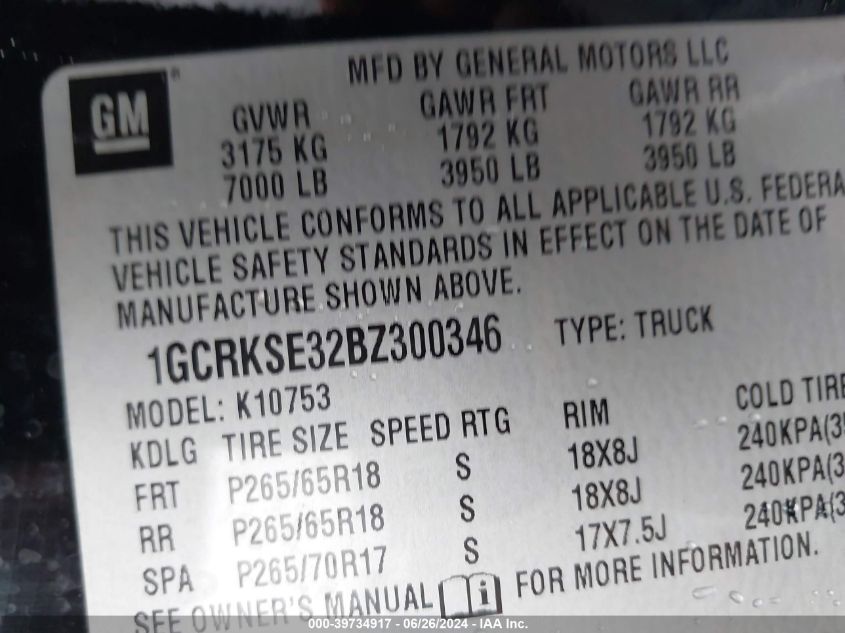 MFD BY GENERAL MOTORS LLC
GM®
GVWR GAWR FRT GAWR RR
3175 KG 1792 KG 1792 KG
7000 LB 3950 LB 3950 LB
THIS VEHICLE CONFORMS TO ALL APPLICABLE U.S. FEDERA
VEHICLE SAFETY STANDARDS IN EFFECT ON THE DATE OF
MANUFACTURE SHOWN ABOVE.
1GCRKSE32BZ300346 TYPE: TRUCK
MODEL: K10753
KDLG TIRE SIZE SPEED RTG RIM COLD TIRE
FRT P265/65R18 S 18X8J 240KPA(3
RR P265/65R18 S 18X8J 240KPA(3
SPA P265/70R17 S 17X7.5J 240KPA(3
SEE OWNER'S MANUAL i FOR MORE INFORMATION.
000-39734917 - 06/26/2024 - IAA Inc.